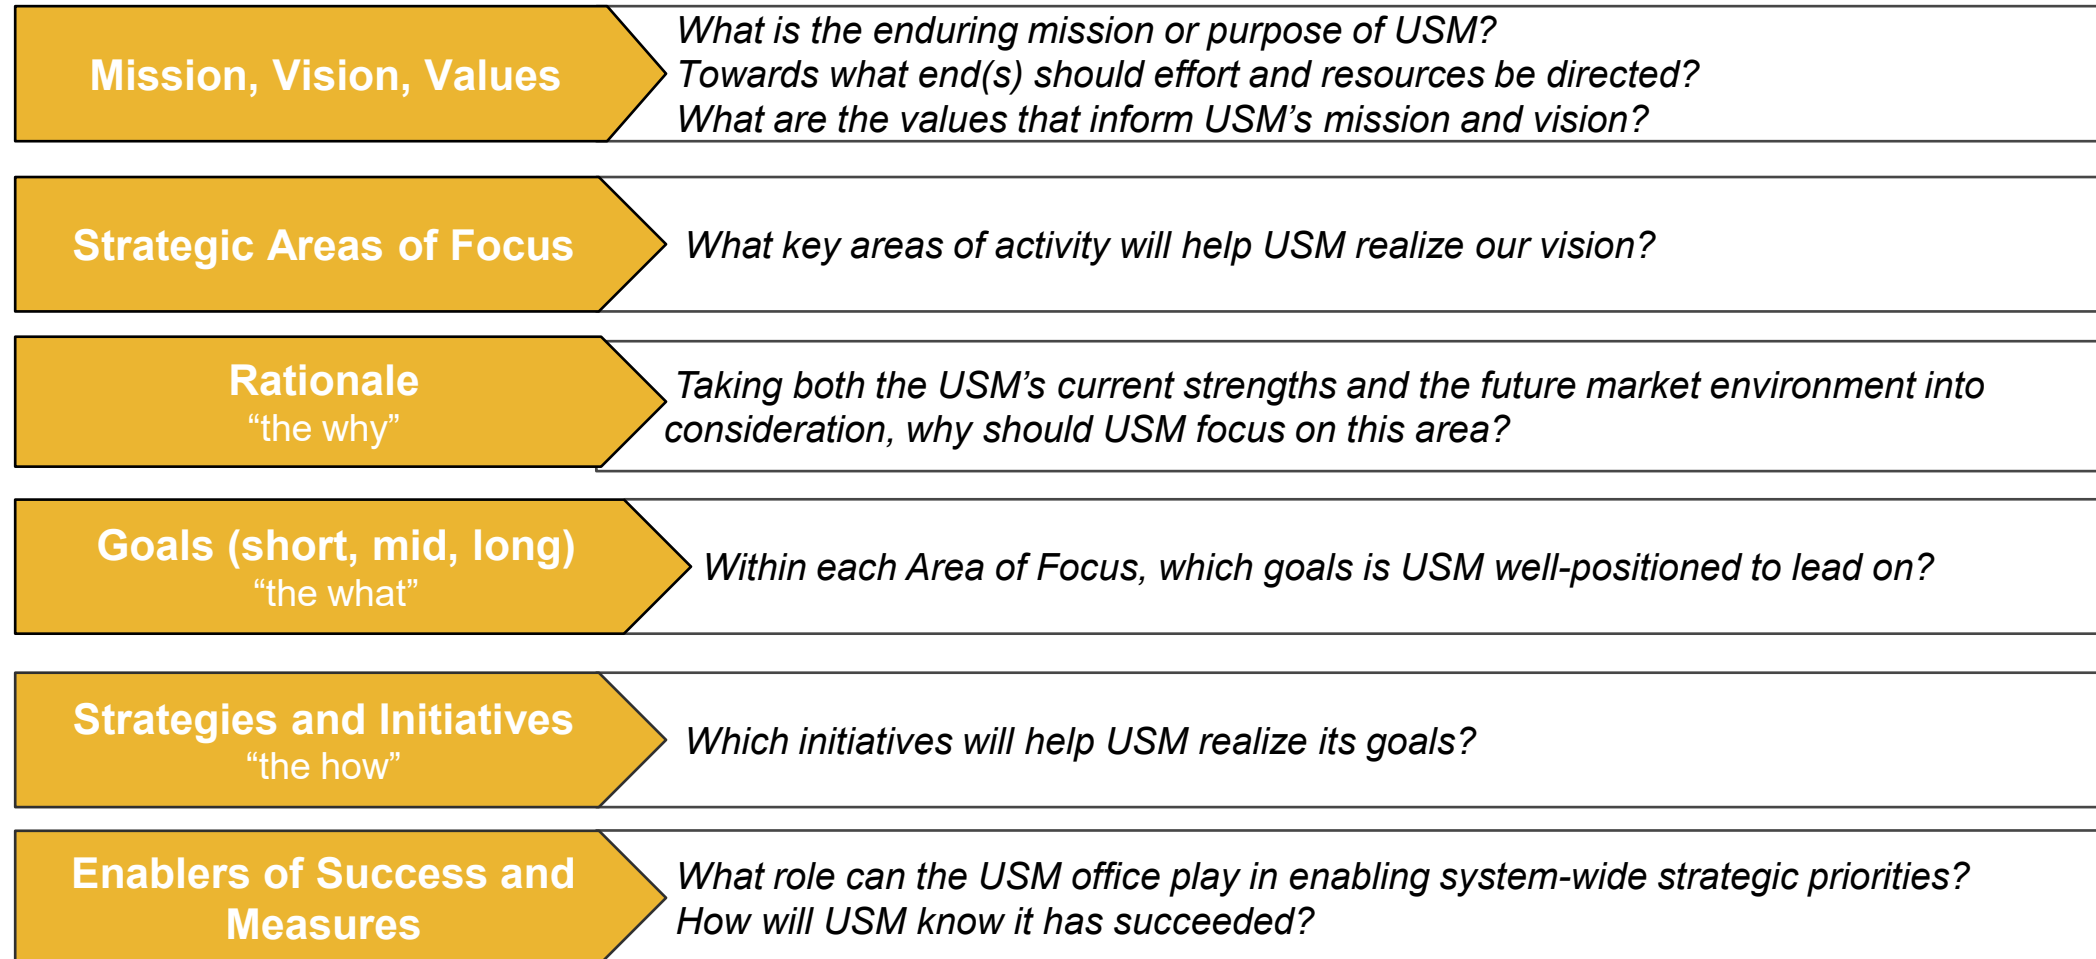 Mission, Vision, Values
What is the enduring mission or purpose of USM?
Towards what end(s) should effort and resources be directed?
What are the values that inform USM’s mission and vision?
Strategic Areas of Focus
What key areas of activity will help USM realize our vision?
Rationale
“the why”
Taking both the USM’s current strengths and the future market environment into
consideration, why should USM focus on this area?
Goals (short, mid, long)
“the what”
Within each Area of Focus, which goals is USM well-positioned to lead on?
Strategies and Initiatives
“the how”
Which initiatives will help USM realize its goals?
Enablers of Success and
Measures
What role can the USM office play in enabling system-wide strategic priorities?
How will USM know it has succeeded?